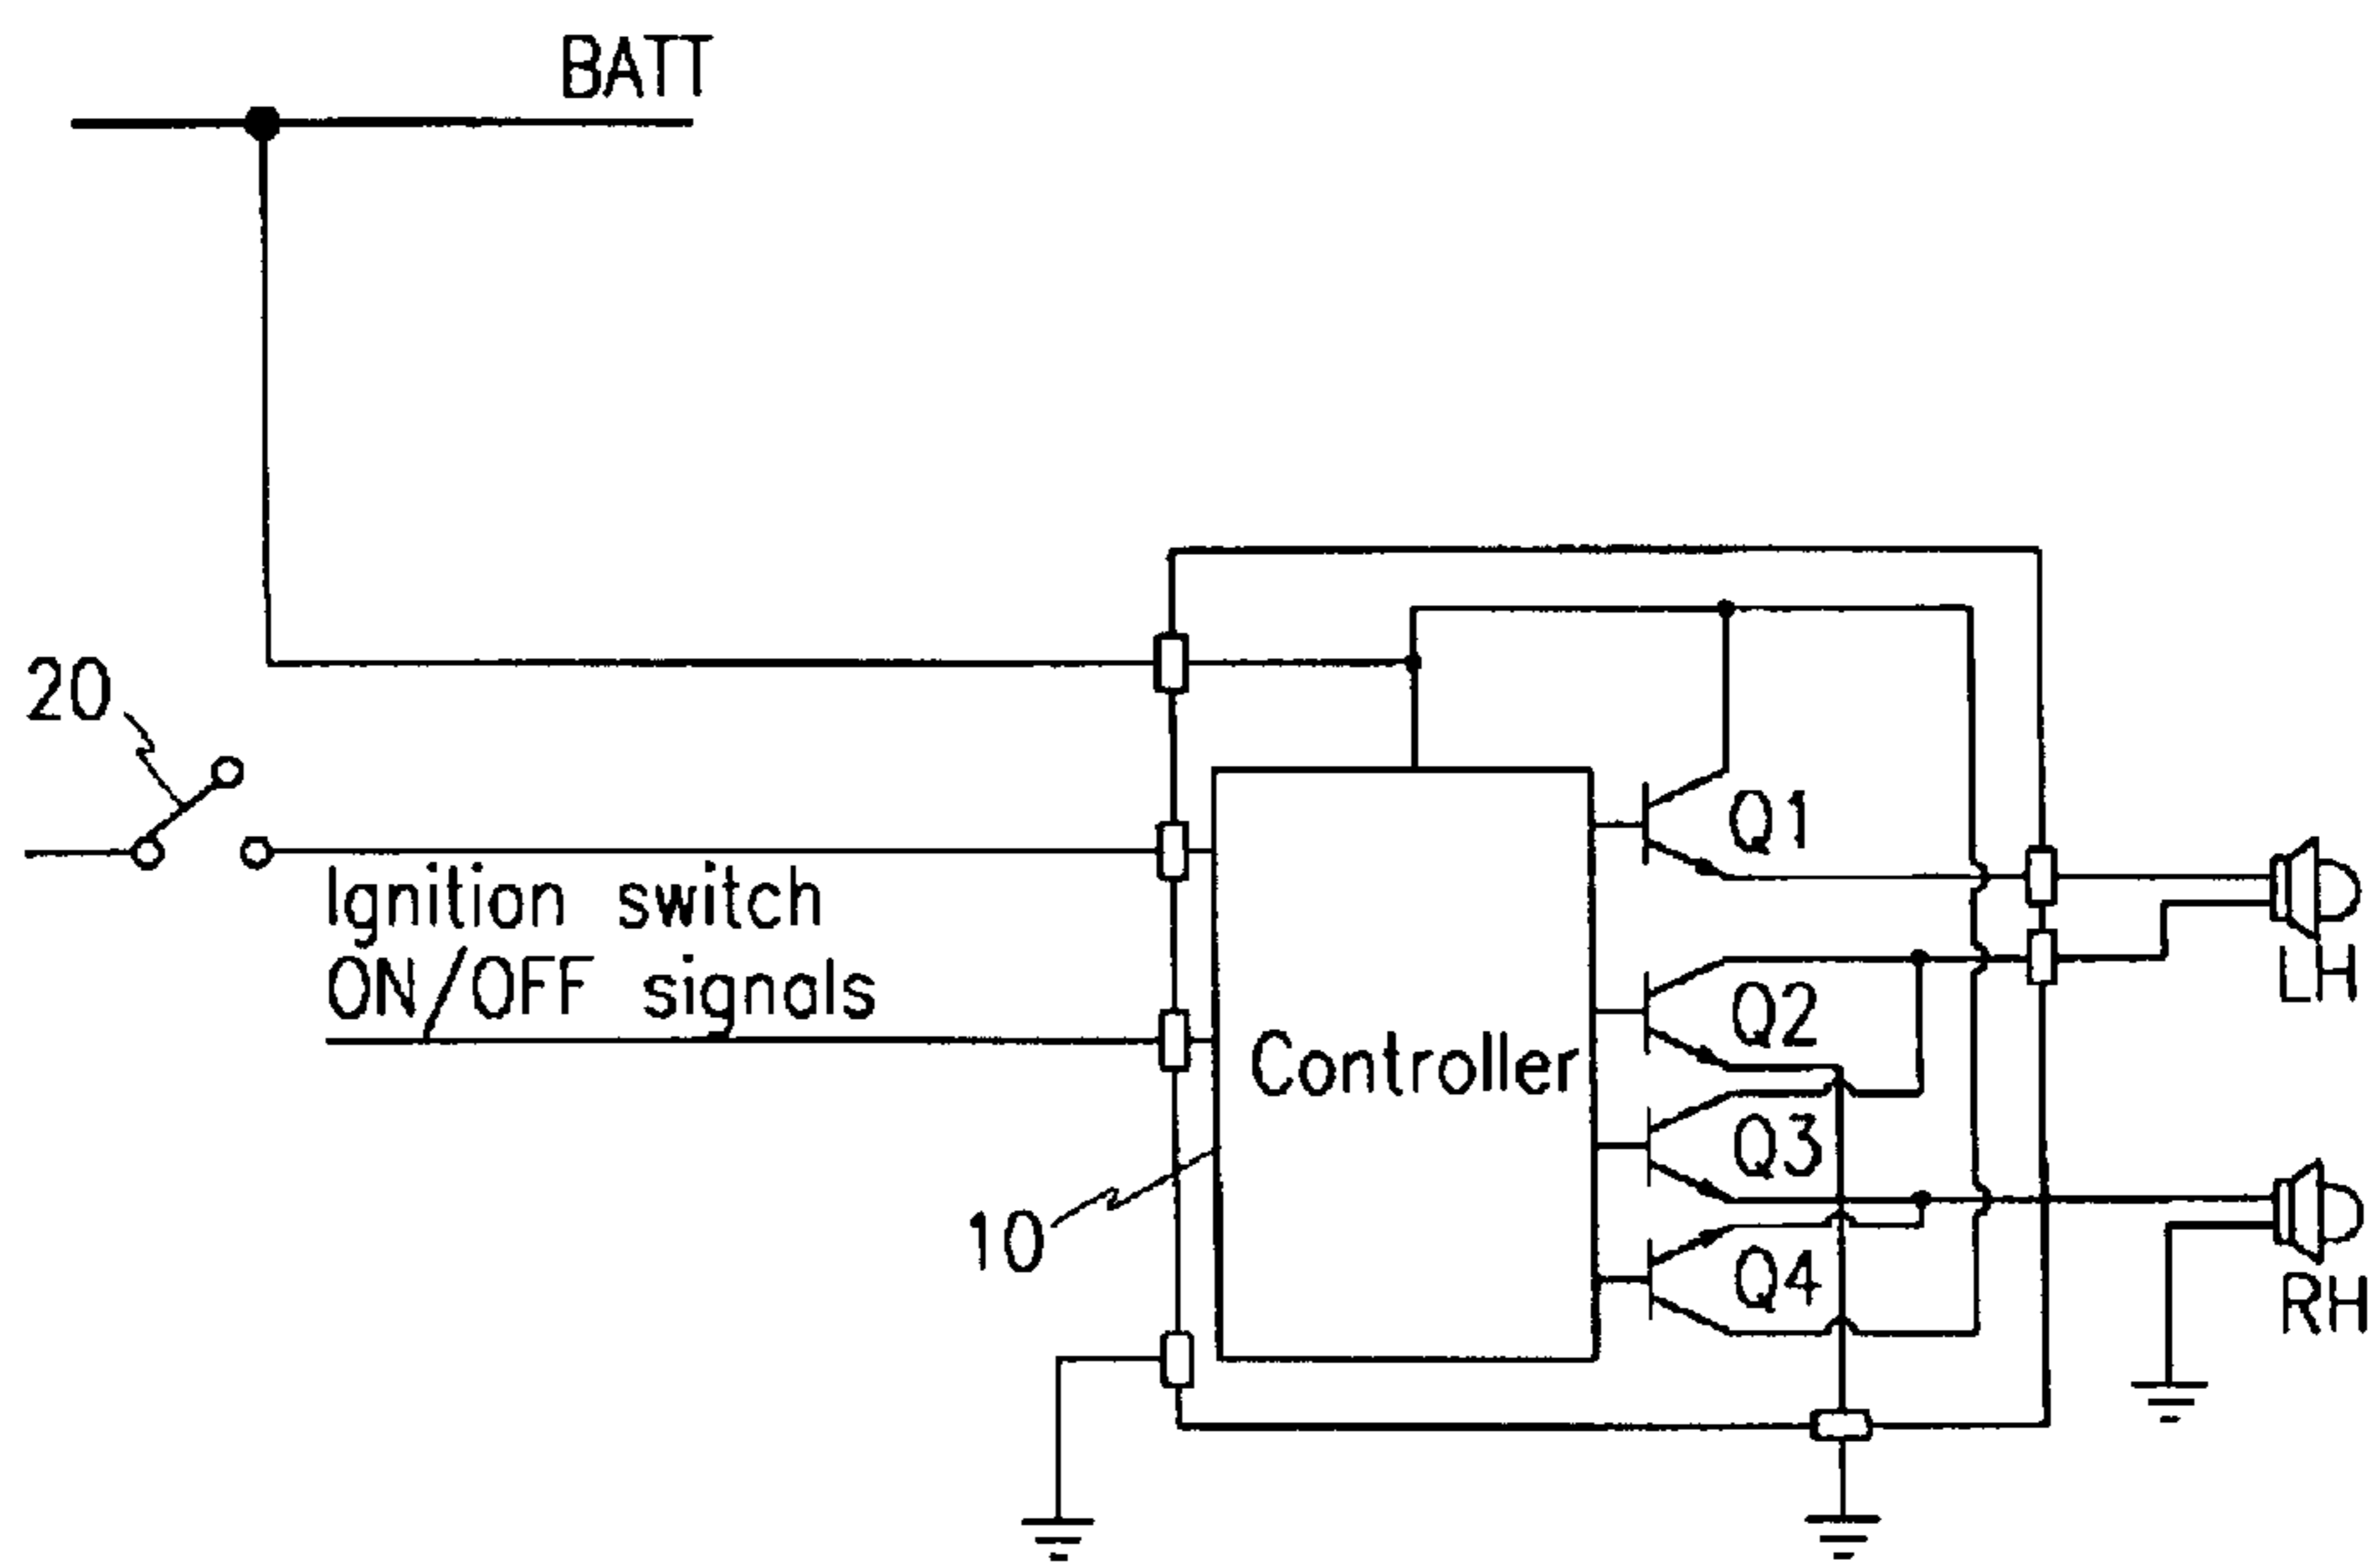 BATT
20
Ignition switch
ON/OFF signals
Controller
10
Q1
Q2
Q3
Q4
LH
RH